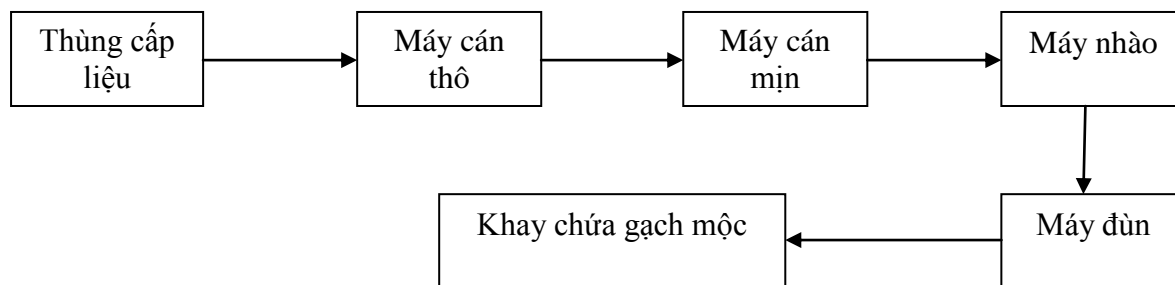 Thùng cấp
liệu
Máy cán
thô
Máy cán
mịn
Máy nhào
Máy đùn
Khay chứa gạch mộc